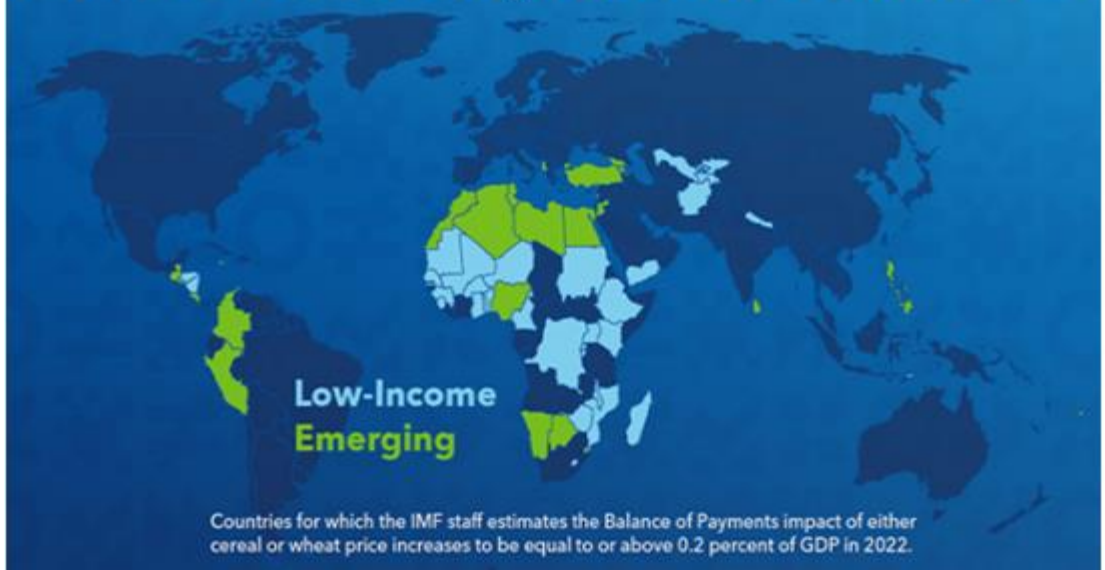 Low-Income
Emerging
Countries for which the IMF staff estimates the Balance of Payments impact of either
cereal or wheat price increases to be equal to or above 0.2 percent of GDP in 2022.